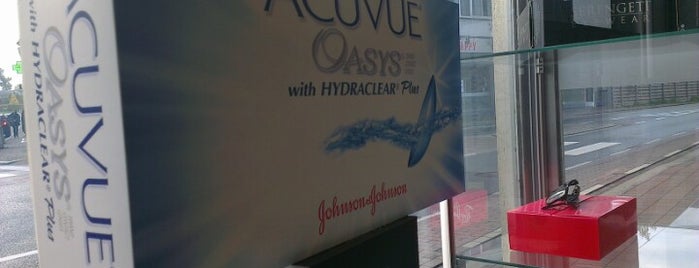 ACUVUE
OASYS
with HYDRACLEAR® Plus
Johnson & Johnson
ACUVUE
OASYS
with HYDRACLEAR® Plus